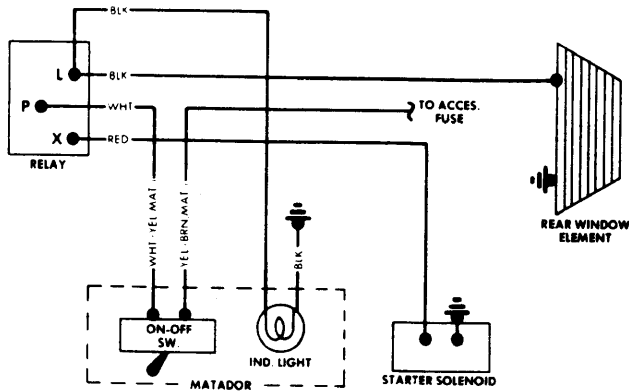 BLK
L
BLK
P
WHT
TO ACCES.
FUSE
X
RED
RELAY
WHT-YEL MAT.
YEL-BRN. MAT.
BLK
REAR WINDOW
ELEMENT
ON-OFF
SW.
IND. LIGHT
MATADOR
STARTER SOLENOID